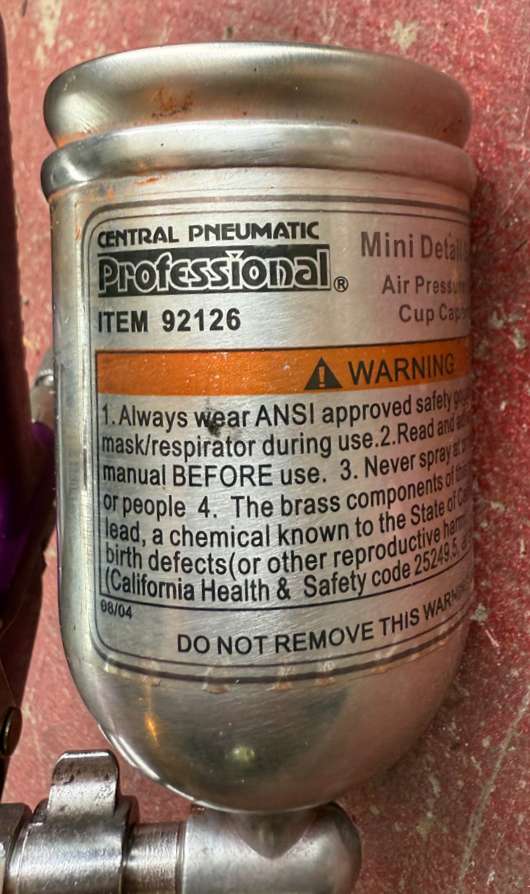 CENTRAL PNEUMATIC
Professional®
ITEM 92126
Mini Detail
Air Pressure
Cup
WARNING
1. Always wear ANSI approved safety
mask/respirator during use. 2. Read and
manual BEFORE use. 3. Never spray at
or people 4. The brass components of
lead, a chemical known to the State of
birth defects(or other reproductive
(California Health & Safety code 25249.5,
08/04
DO NOT REMOVE THIS